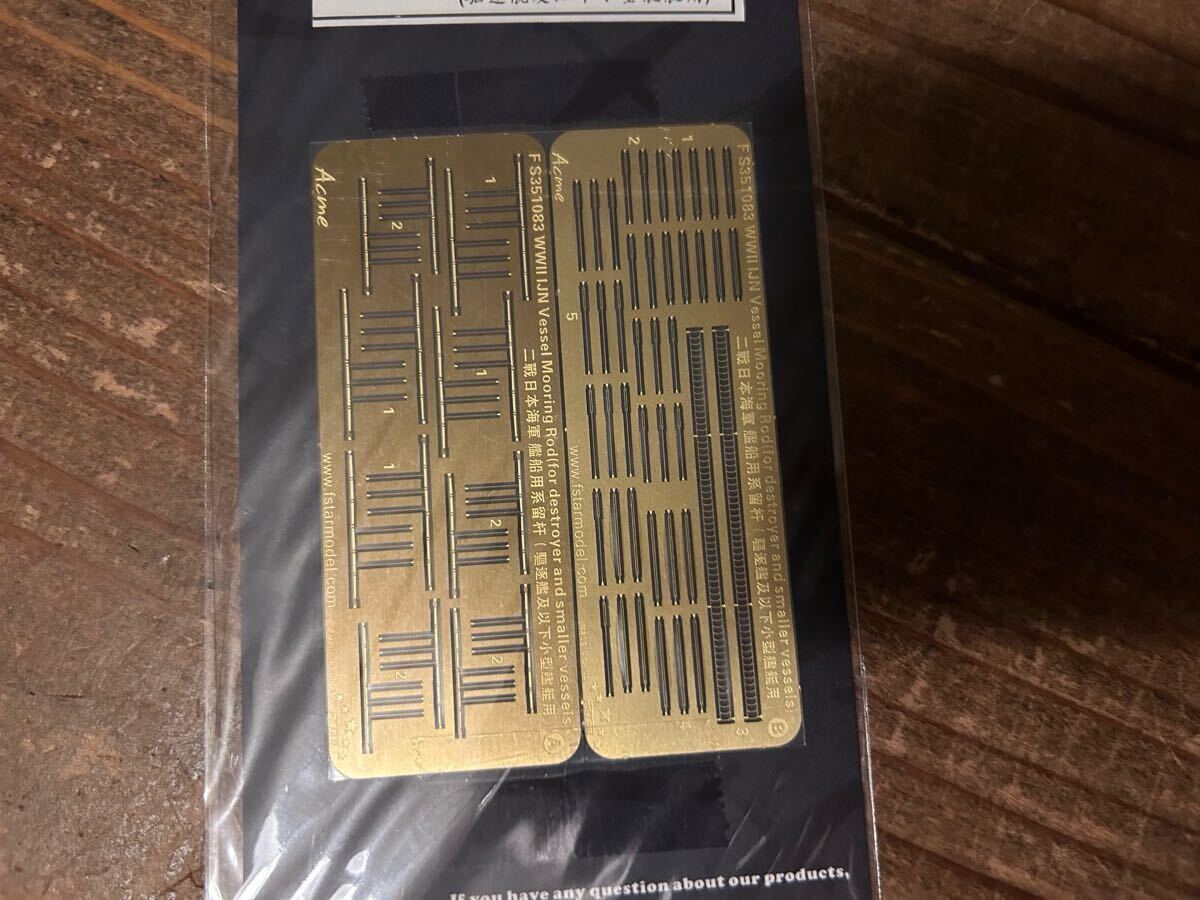 Acme
FS351083 WWII IJN Vessel Mooring Rod(for destroyer and smaller vessels)
二戰日本海軍 艦船用系留杆（驅逐艦及以下小型艦艇用
www.fstarmodel.com
1
2
1
1
1
2
2
2
A
Acme
FS351083 WWII IJN Vessel Mooring Rod(for destroyer and smaller vessels)
二戰日本海軍 艦船用系留杆（驅逐艦及以下小型艦艇用
www.fstarmodel.com
2
1
5
4
3
B
If you have any question about our products,